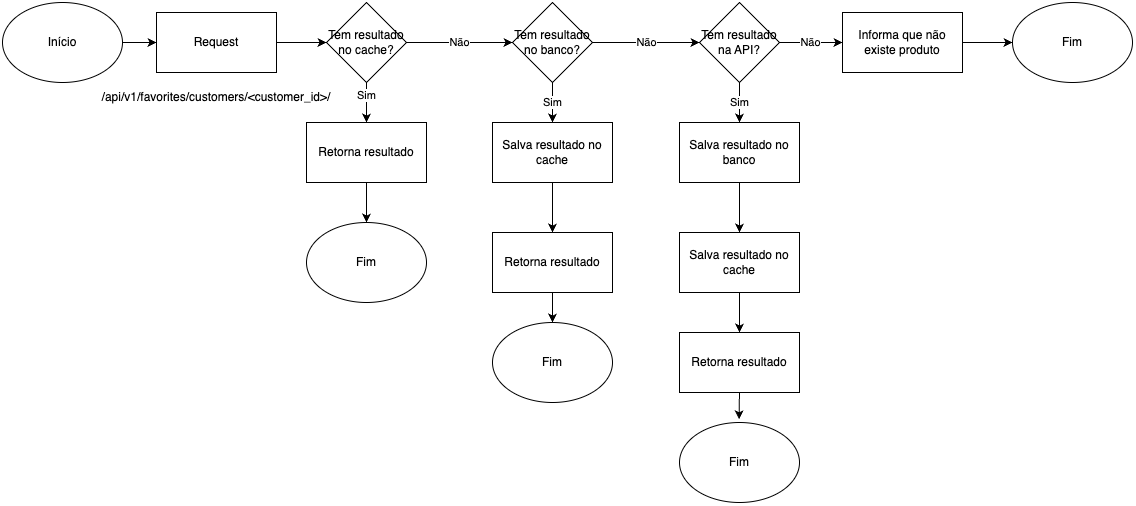 Início
Request
Tem resultado
no cache?
Não
Tem resultado
no banco?
Não
Tem resultado
na API?
Não
Informa que não
existe produto
Fim
/api/v1/favorites/customers/<customer_id>/
Sim
Sim
Sim
Retorna resultado
Salva resultado no
cache
Salva resultado no
banco
Fim
Retorna resultado
Salva resultado no
cache
Fim
Retorna resultado
Fim